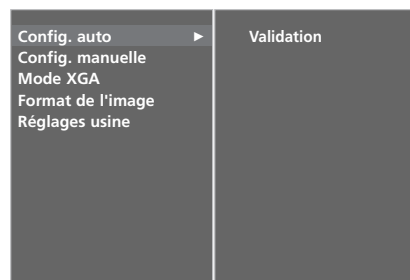 Config. auto ► Validation
Config. manuelle
Mode XGA
Format de l'image
Réglages usine